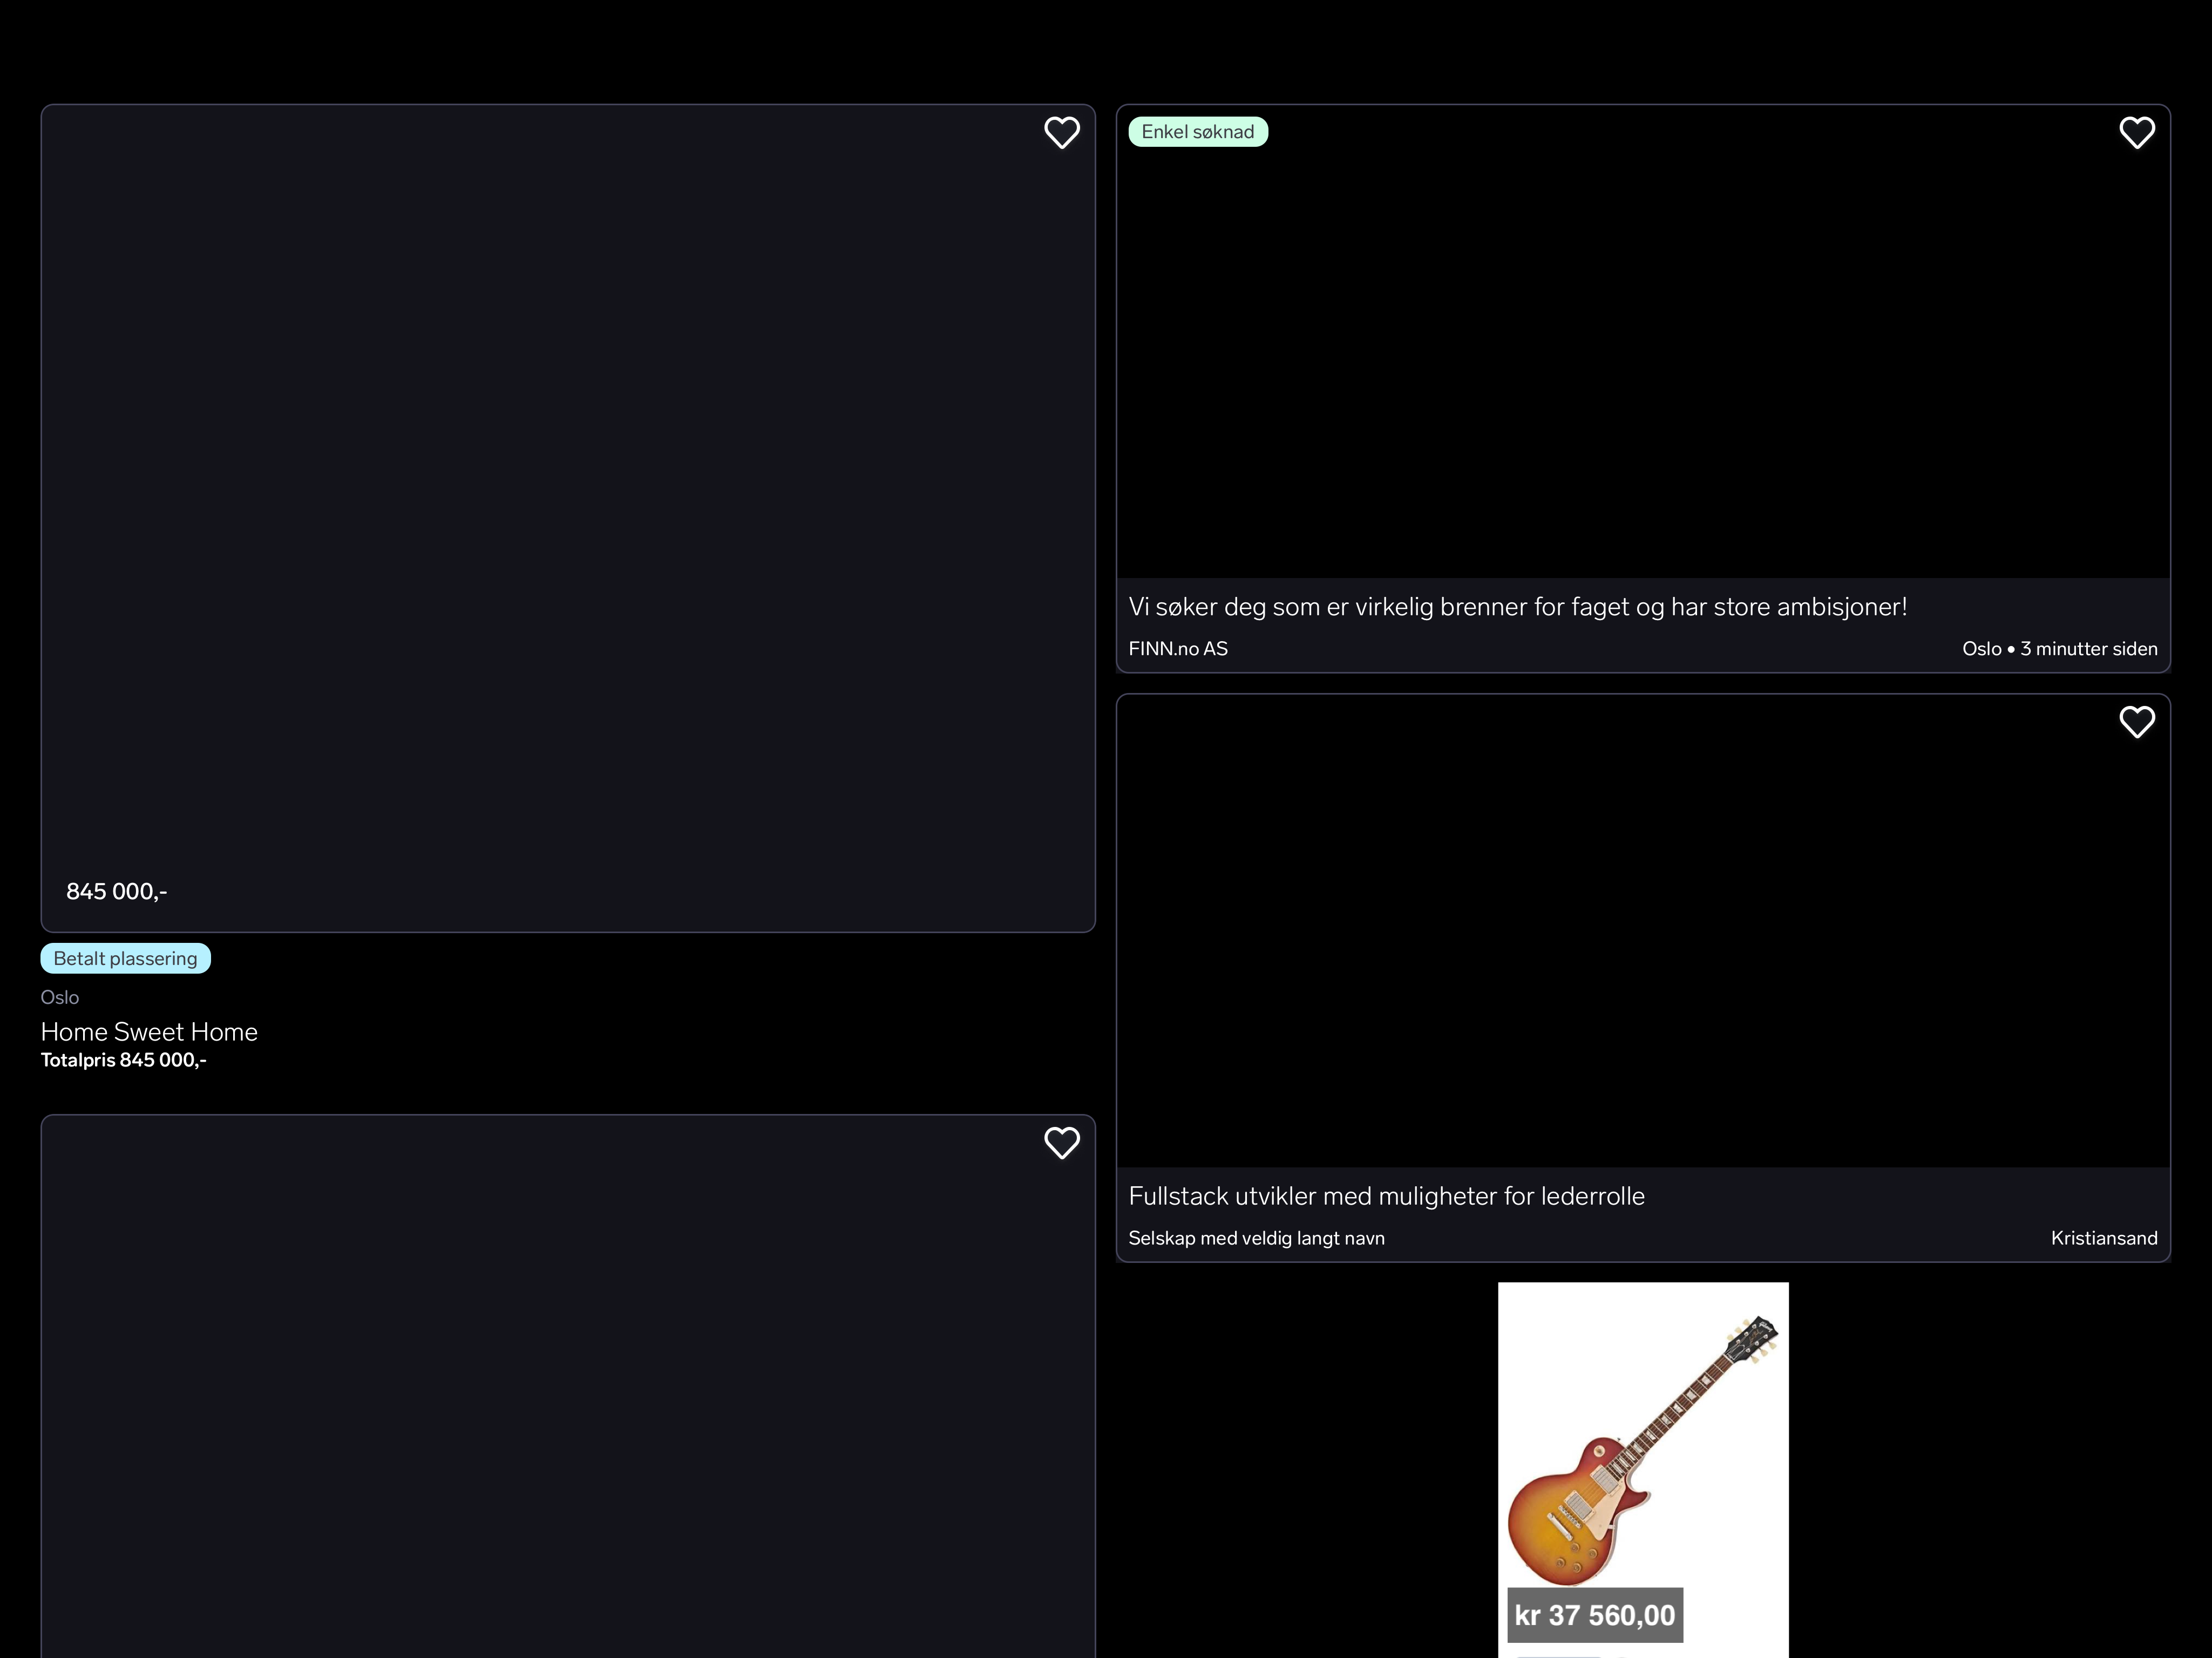 845 000,-
Betalt plassering
Oslo
Home Sweet Home
Totalpris 845 000,-
Enkel søknad
Vi søker deg som er virkelig brenner for faget og har store ambisjoner!
FINN.no AS
Oslo • 3 minutter siden
Fullstack utvikler med muligheter for lederrolle
Selskap med veldig langt navn
Kristiansand
Gibson
kr 37 560,00